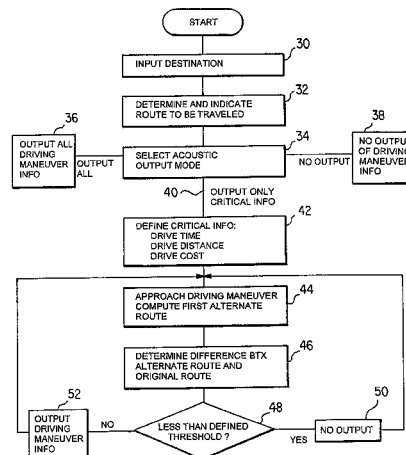 START
30
INPUT DESTINATION
32
DETERMINE AND INDICATE
ROUTE TO BE TRAVELED
36
OUTPUT ALL
DRIVING
MANEUVER
INFO
OUTPUT
ALL
34
SELECT ACOUSTIC
OUTPUT MODE
NO OUTPUT
38
NO OUTPUT
OF DRIVING
MANEUVER
INFO
40
OUTPUT ONLY
CRITICAL INFO
42
DEFINE CRITICAL INFO:
DRIVE TIME
DRIVE DISTANCE
DRIVE COST
44
APPROACH DRIVING MANEUVER
COMPUTE FIRST ALTERNATE
ROUTE
46
DETERMINE DIFFERENCE BTX
ALTERNATE ROUTE AND
ORIGINAL ROUTE
48
LESS THAN DEFINED
THRESHOLD ?
NO
52
OUTPUT
DRIVING
MANEUVER
INFO
YES
50
NO OUTPUT